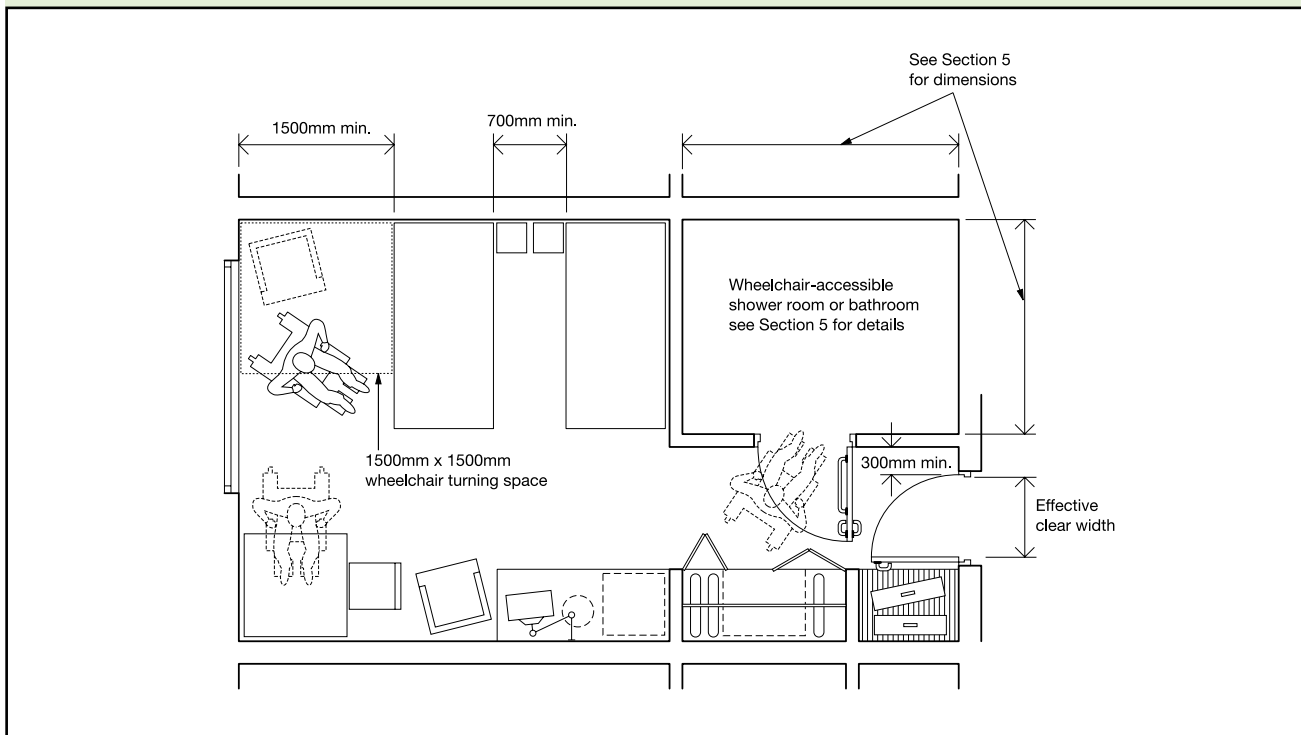 See Section 5
for dimensions
1500mm min.
700mm min.
Wheelchair-accessible
shower room or bathroom
see Section 5 for details
1500mm x 1500mm
wheelchair turning space
300mm min.
Effective
clear width